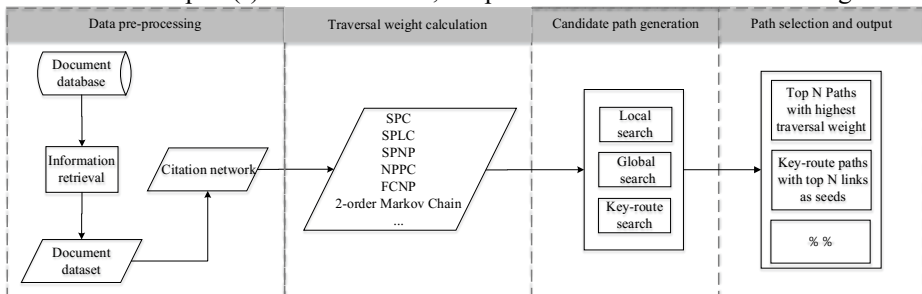 Data pre-processing
Traversal weight calculation
Candidate path generation
Path selection and output
Document
database
Information
retrieval
Document
dataset
Citation network
SPC
SPLC
SPNP
NPPC
FCNP
2-order Markov Chain
...
Local
search
Global
search
Key-route
search
Top N Paths
with highest
traversal weight
Key-route paths
with top N links
as seeds
% %